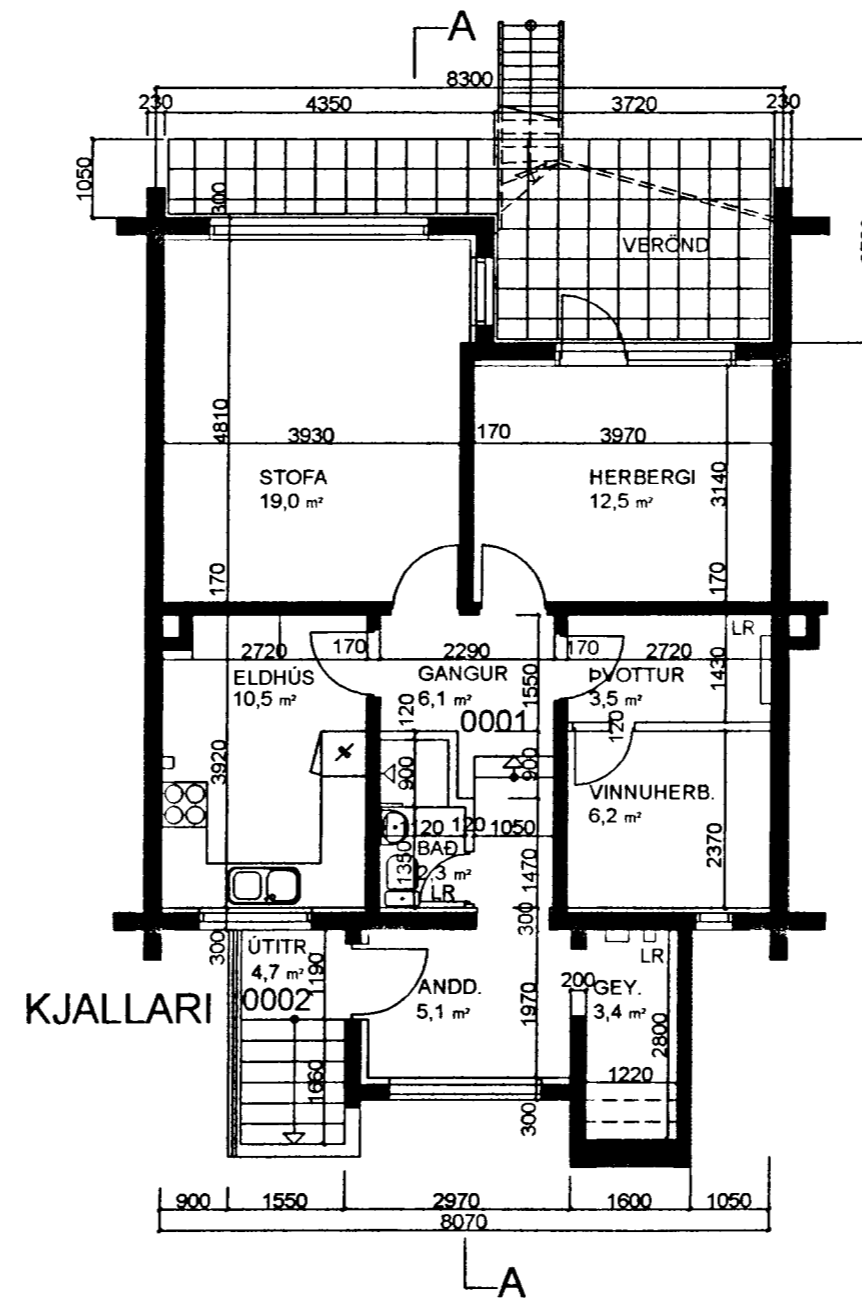 A
8300
230 4350 3720 230
1050
300
VERÖND
4810
3930 170 3970
STOFA
19,0 m²
HERBERGI
12,5 m²
3140
170 170
LR
2720 170 2290 170 2720
ELDHÚS
10,5 m²
GANGUR
6,1 m²
1550
ÞVOTTUR
3,5 m²
1430
120 0001 120
3920
900 900
VINNUHERB.
6,2 m²
1120 120 1050
BAÐ
2,3 m²
LR
1350 1470
2370
300 300
ÚTITR.
4,7 m²
1190
0002
KJALLARI
ANDD.
5,1 m²
1970
200
LR
GEY.
3,4 m²
2800
1660
1220
300
900 1550 2970 1600 1050
8070
A